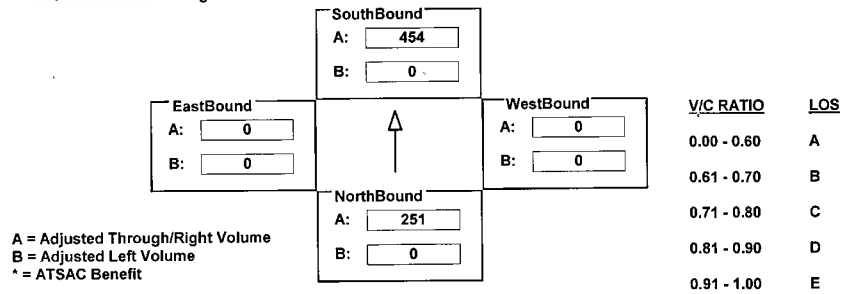 SouthBound
A: 454
B: 0
EastBound
A: 0
B: 0
WestBound
A: 0
B: 0
NorthBound
A: 251
B: 0
A = Adjusted Through/Right Volume
B = Adjusted Left Volume
* = ATSAC Benefit
V/C RATIO LOS
0.00 - 0.60 A
0.61 - 0.70 B
0.71 - 0.80 C
0.81 - 0.90 D
0.91 - 1.00 E